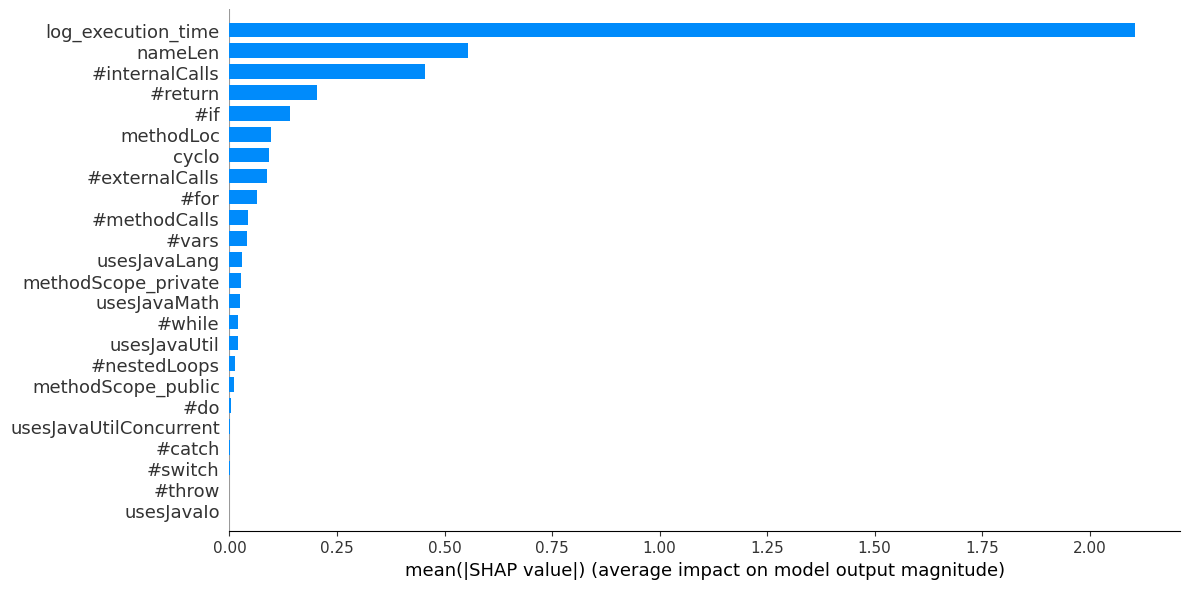 log_execution_time
nameLen
#internalCalls
#return
#if
methodLoc
cyclo
#externalCalls
#for
#methodCalls
#vars
usesJavaLang
methodScope_private
usesJavaMath
#while
usesJavaUtil
#nestedLoops
methodScope_public
#do
usesJavaUtilConcurrent
#catch
#switch
#throw
usesJavaIo
0.00 0.25 0.50 0.75 1.00 1.25 1.50 1.75 2.00
mean(|SHAP value|) (average impact on model output magnitude)